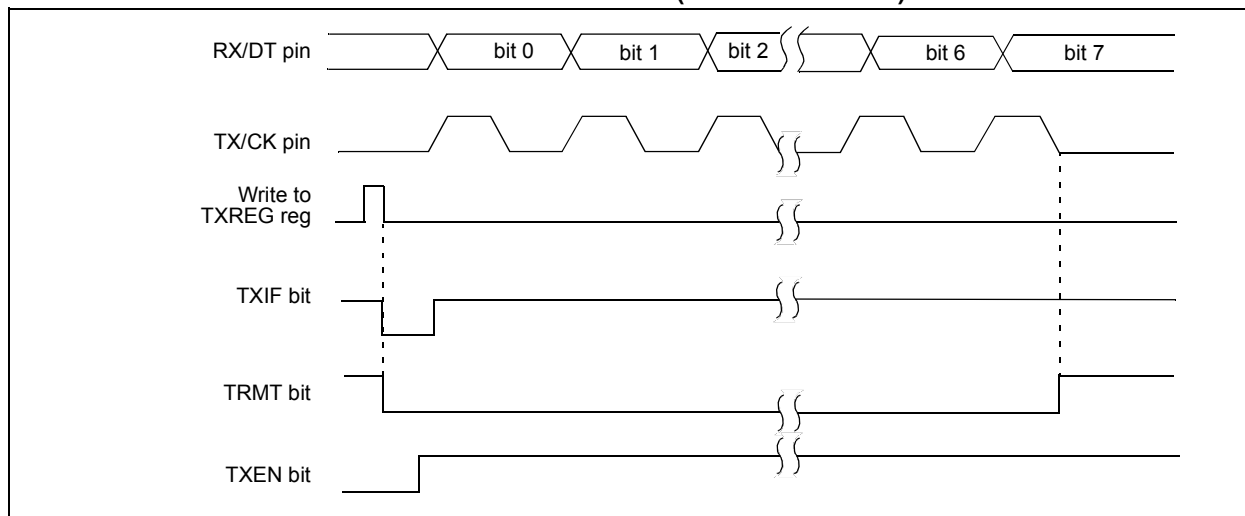 RX/DT pin
bit 0 bit 1 bit 2 bit 6 bit 7
TX/CK pin
Write to
TXREG reg
TXIF bit
TRMT bit
TXEN bit